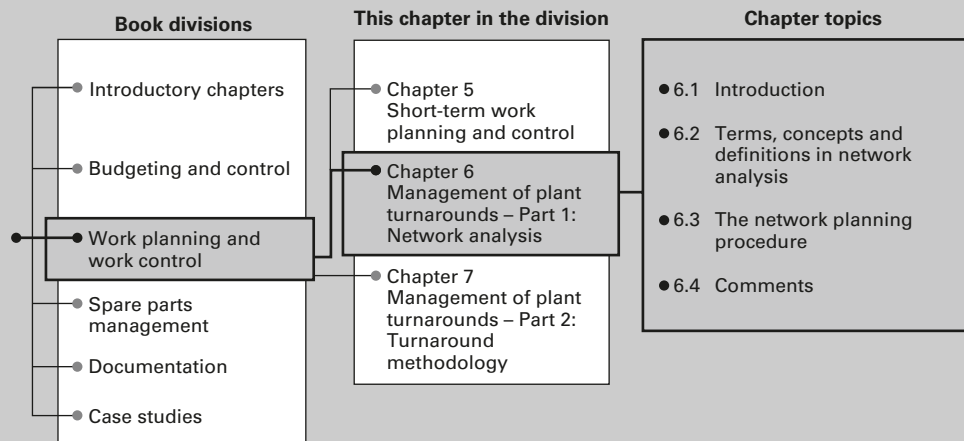 Book divisions
Introductory chapters
Budgeting and control
Work planning and
work control
Spare parts
management
Documentation
Case studies
This chapter in the division
Chapter 5
Short-term work
planning and control
Chapter 6
Management of plant
turnarounds – Part 1:
Network analysis
Chapter 7
Management of plant
turnarounds – Part 2:
Turnaround
methodology
Chapter topics
6.1 Introduction
6.2 Terms, concepts and
definitions in network
analysis
6.3 The network planning
procedure
6.4 Comments